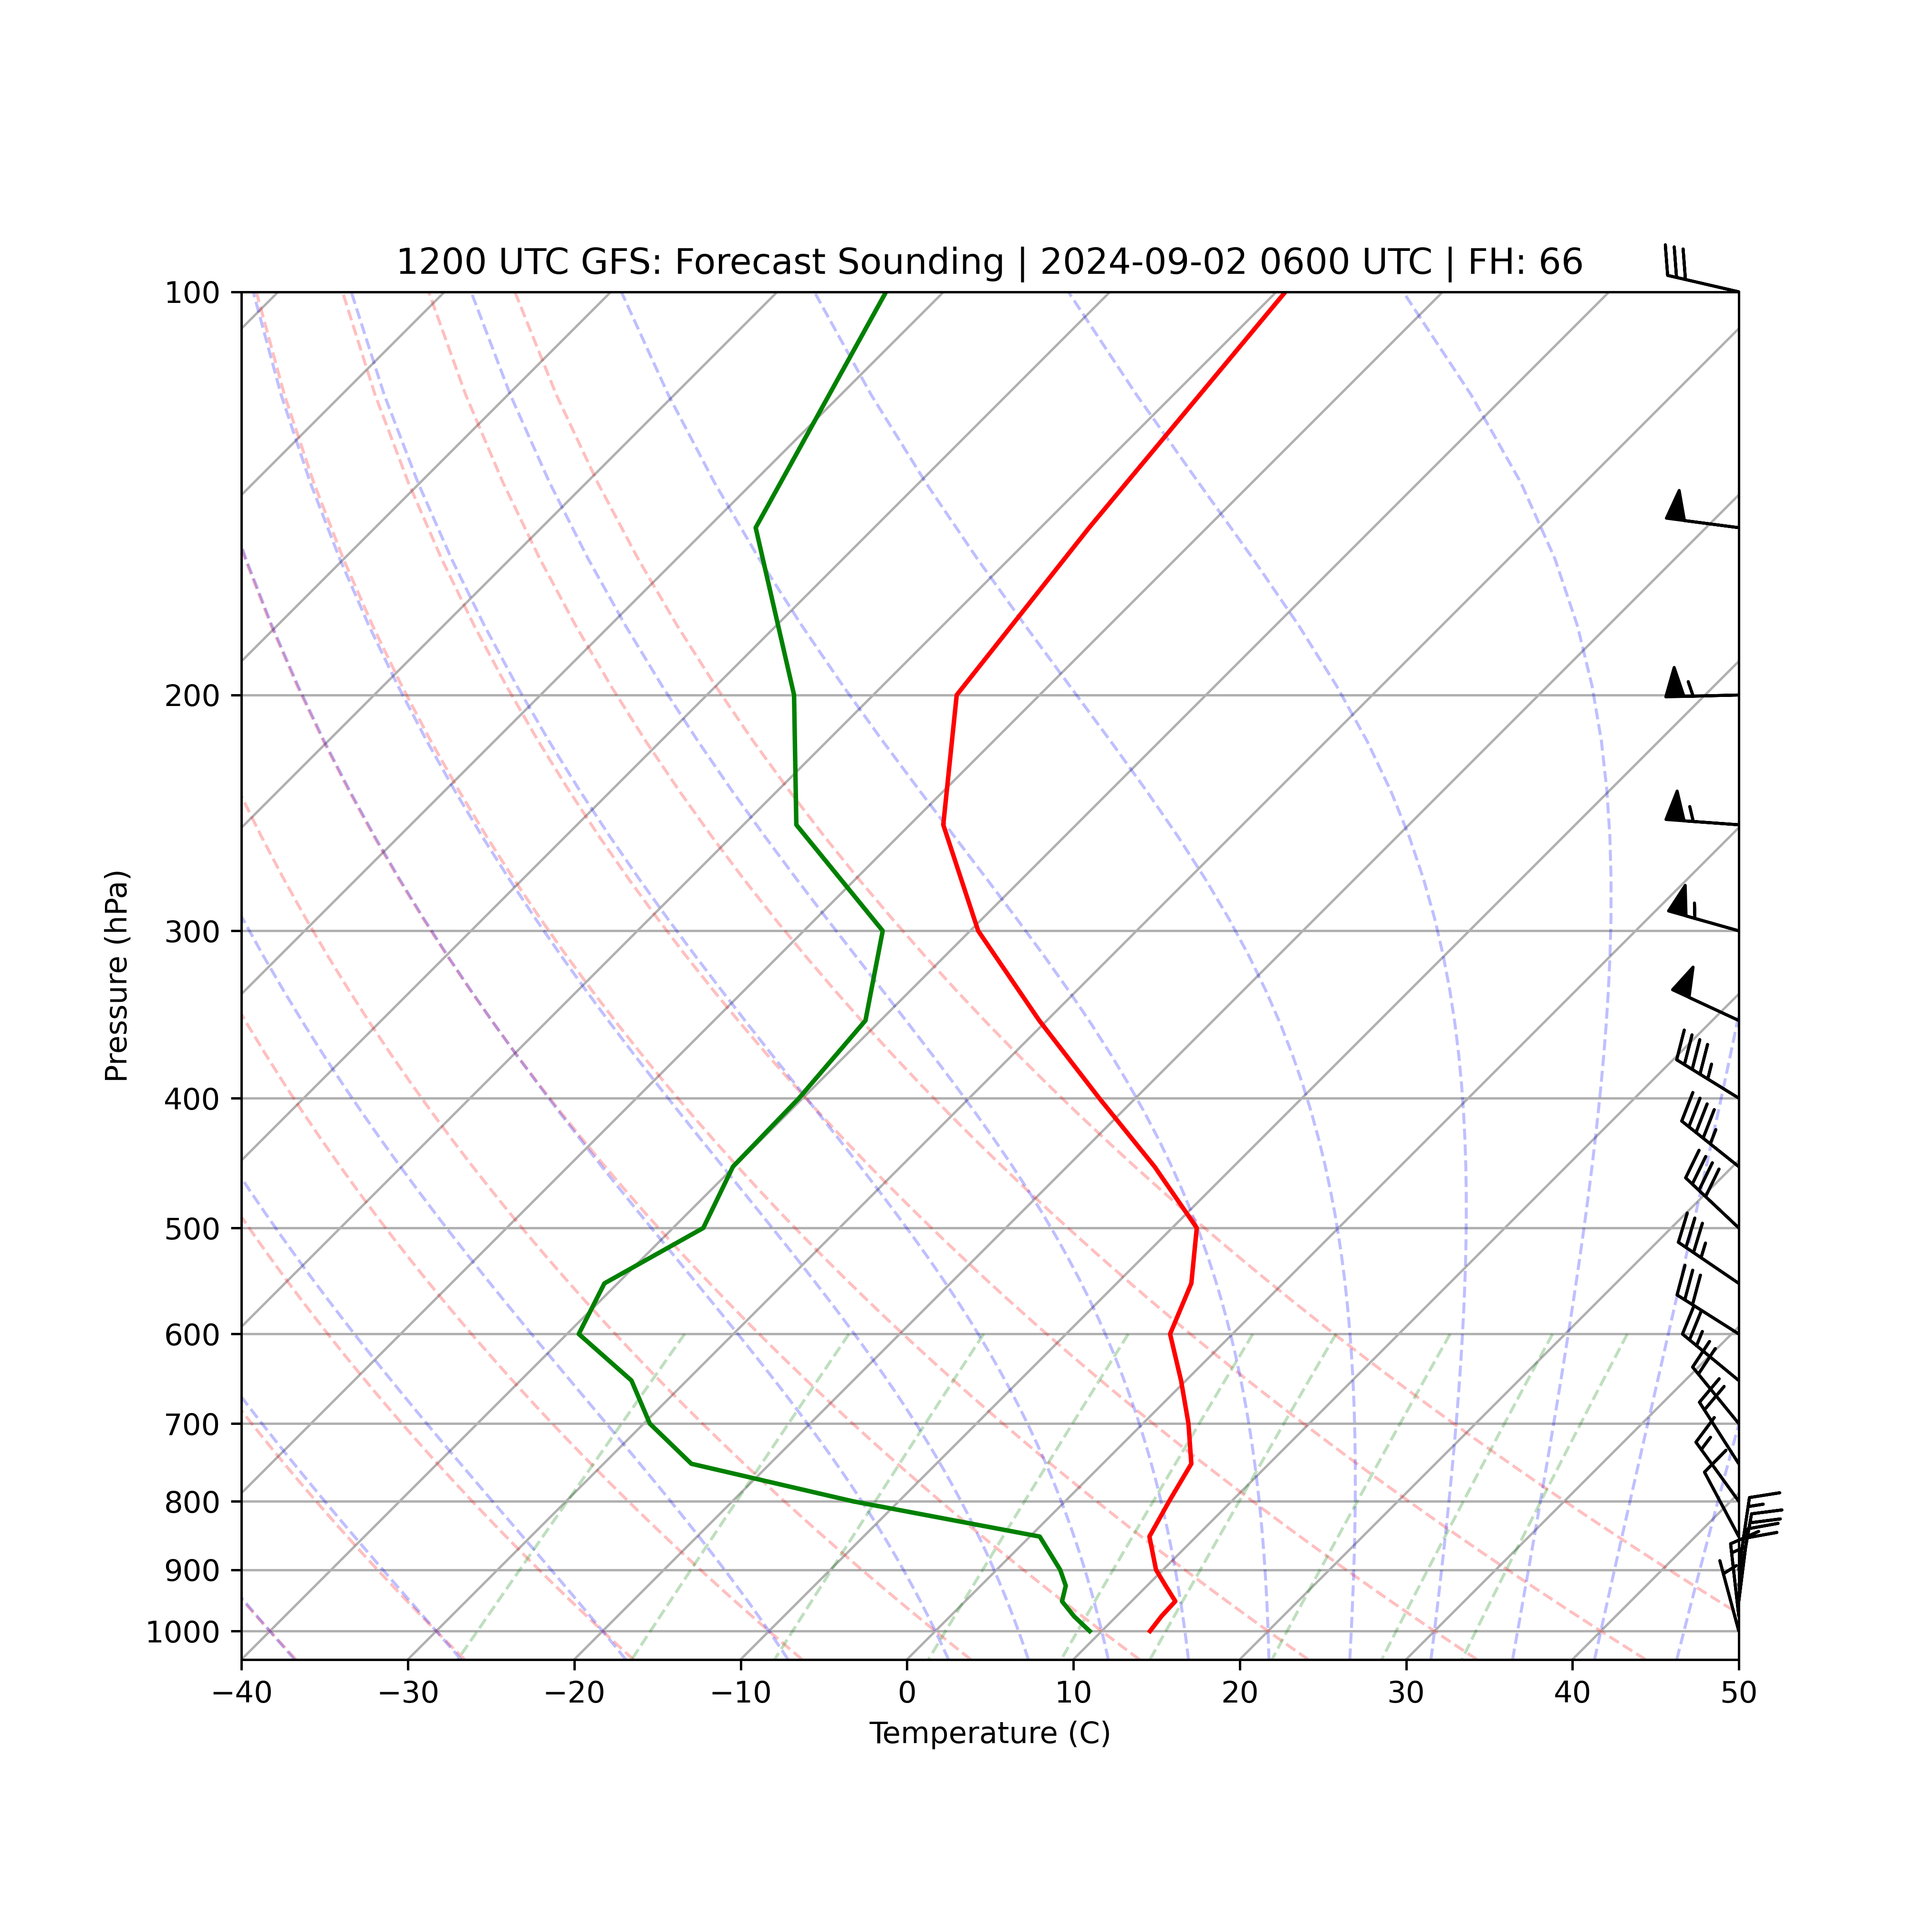 1200 UTC GFS: Forecast Sounding | 2024-09-02 0600 UTC | FH: 66
100
200
300
400
500
600
700
800
900
1000
Pressure (hPa)
−40 −30 −20 −10 0 10 20 30 40 50
Temperature (C)